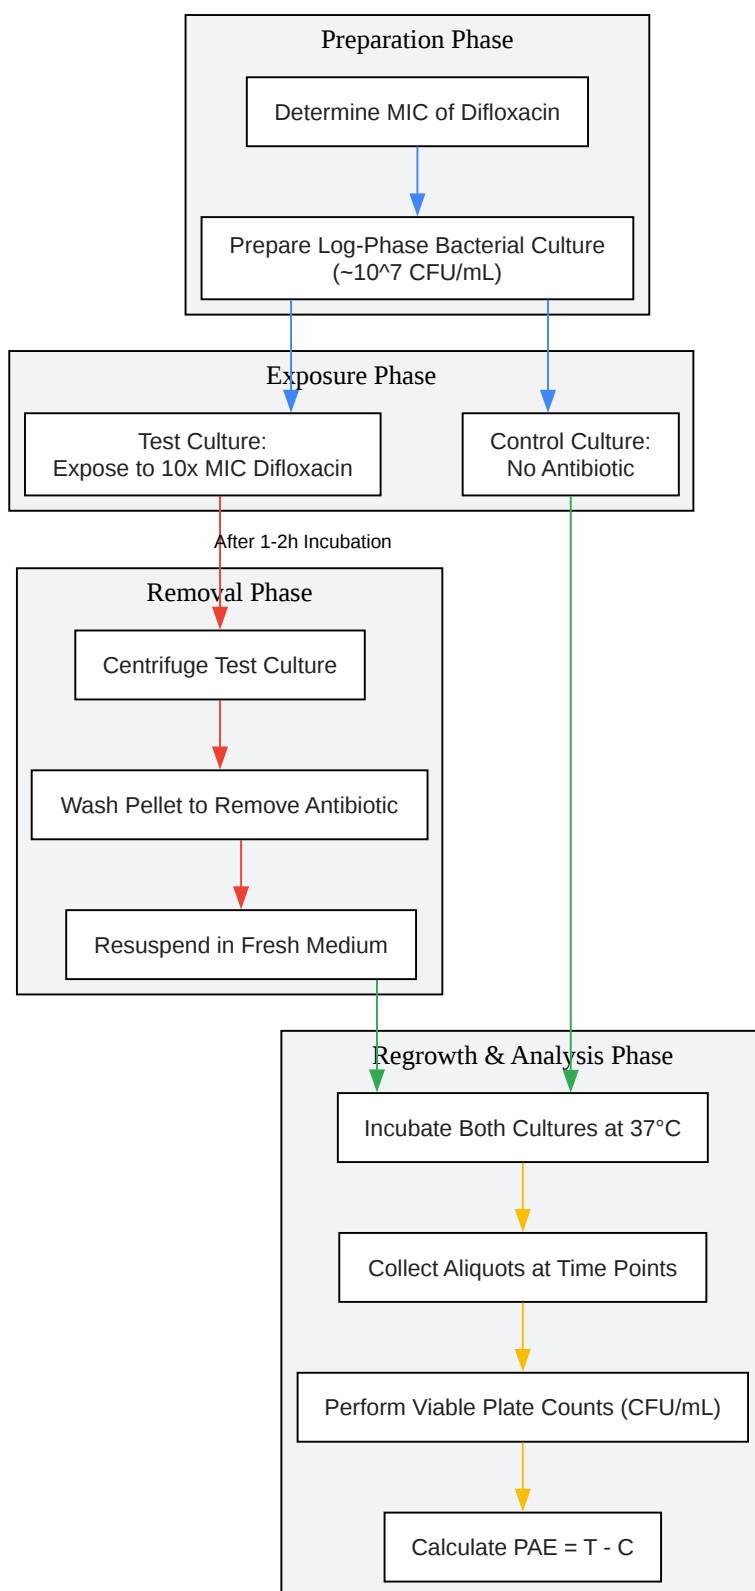 Preparation Phase
Determine MIC of Difloxacin
Prepare Log-Phase Bacterial Culture
(~10^7 CFU/mL)
Exposure Phase
Test Culture:
Expose to 10x MIC Difloxacin
Control Culture:
No Antibiotic
After 1-2h Incubation
Removal Phase
Centrifuge Test Culture
Wash Pellet to Remove Antibiotic
Resuspend in Fresh Medium
Regrowth & Analysis Phase
Incubate Both Cultures at 37°C
Collect Aliquots at Time Points
Perform Viable Plate Counts (CFU/mL)
Calculate PAE = T - C